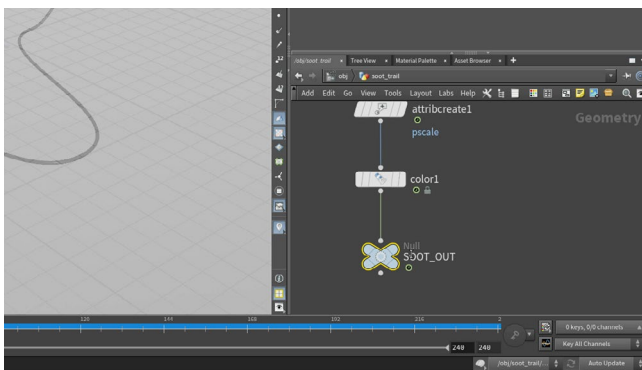 /obj/soot_trail Tree View Material Palette Asset Browser
obj soot_trail
Add Edit Go View Tools Layout Labs Help
Geometry
attribcreate1
pscale
color1
Null
SOOT_OUT
120 144 168 192 216 2
0 keys, 0/0 channels
248 248 Key All Channels
/obj/soot_trail/... Auto Update